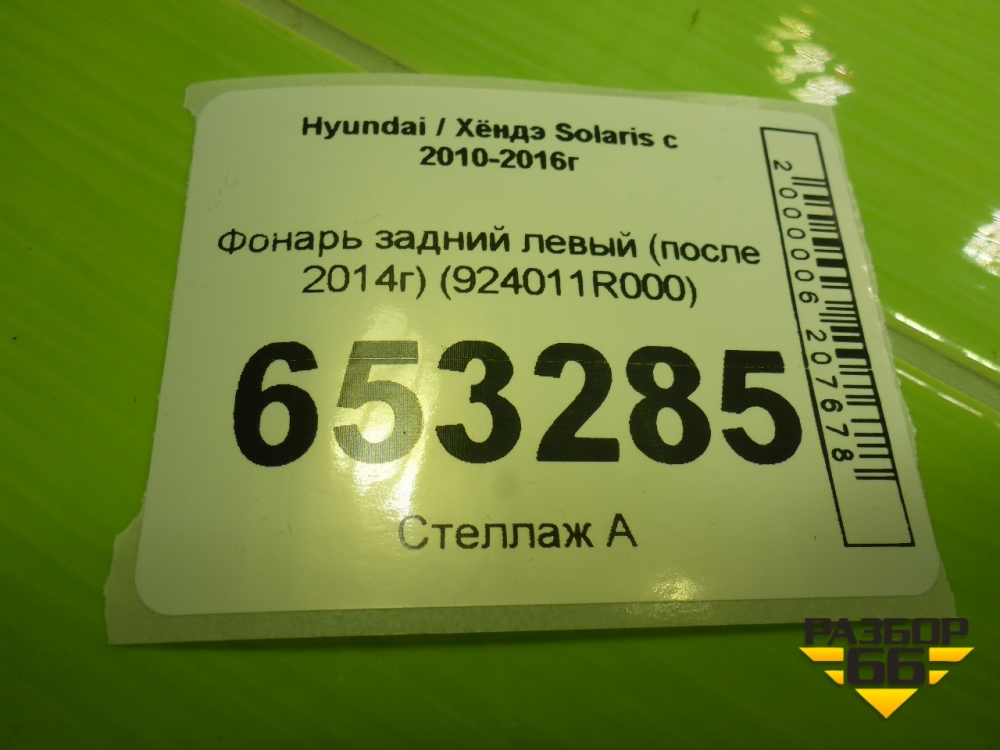 Hyundai / Хёндэ Solaris с
2010-2016г
Фонарь задний левый (после
2014г) (924011R000)
653285
Стеллаж А
2000006207678
РАЗБОР
66